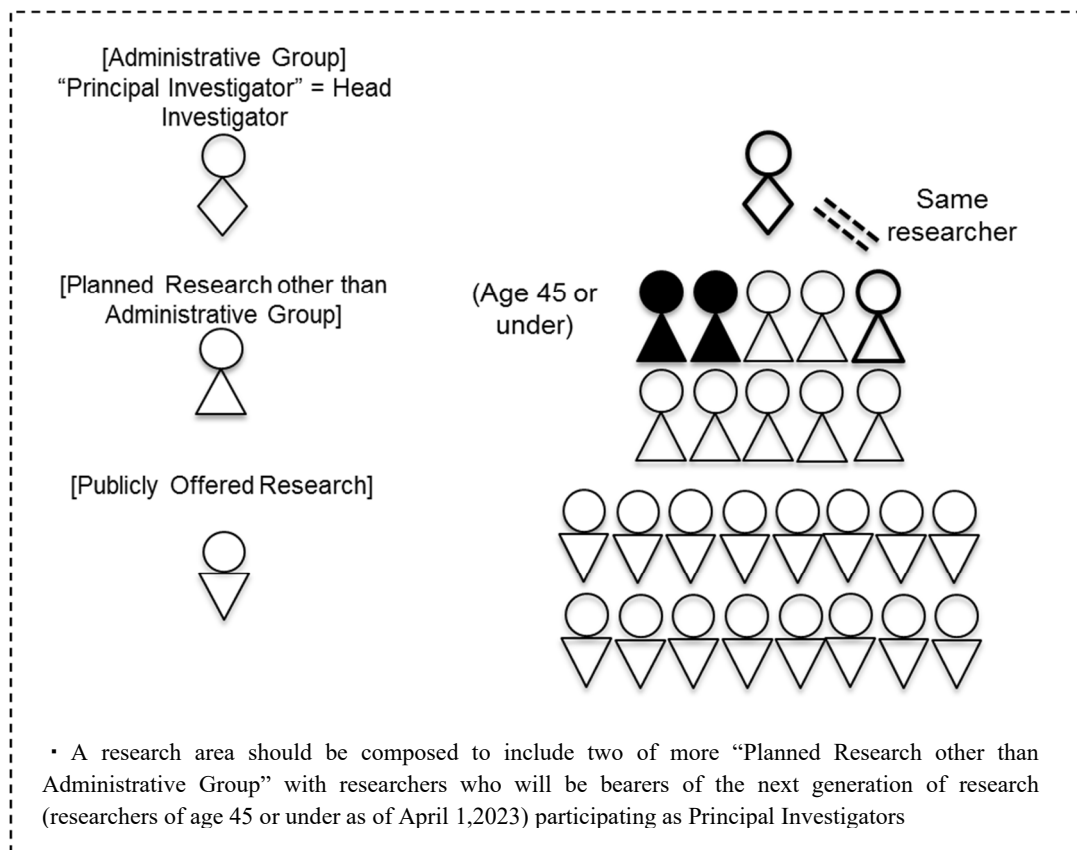 [Administrative Group]
“Principal Investigator” = Head
Investigator
Same
researcher
[Planned Research other than
Administrative Group]
(Age 45 or
under)
[Publicly Offered Research]
・A research area should be composed to include two of more “Planned Research other than
Administrative Group” with researchers who will be bearers of the next generation of research
(researchers of age 45 or under as of April 1,2023) participating as Principal Investigators